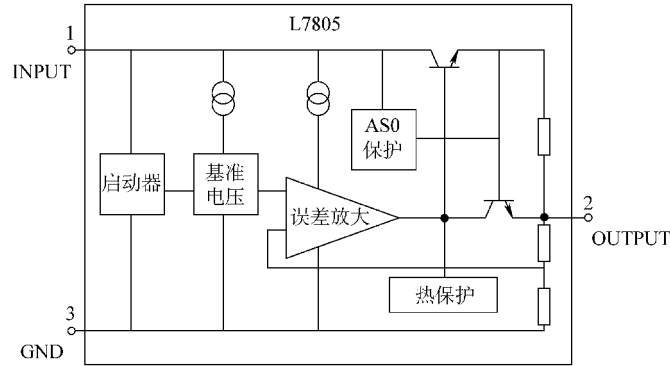 L7805
1
INPUT
AS0
保护
启动器
基准
电压
误差放大
2
OUTPUT
热保护
3
GND